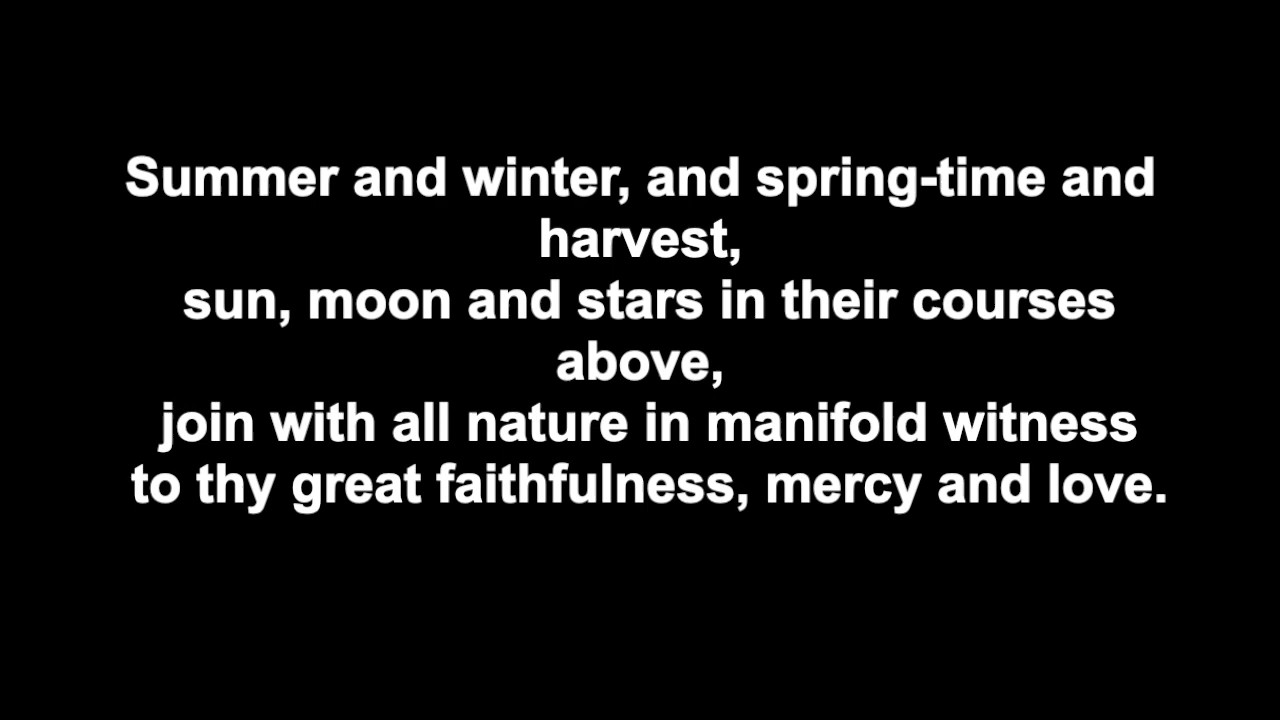 Summer and winter, and spring-time and
harvest,
sun, moon and stars in their courses
above,
join with all nature in manifold witness
to thy great faithfulness, mercy and love.